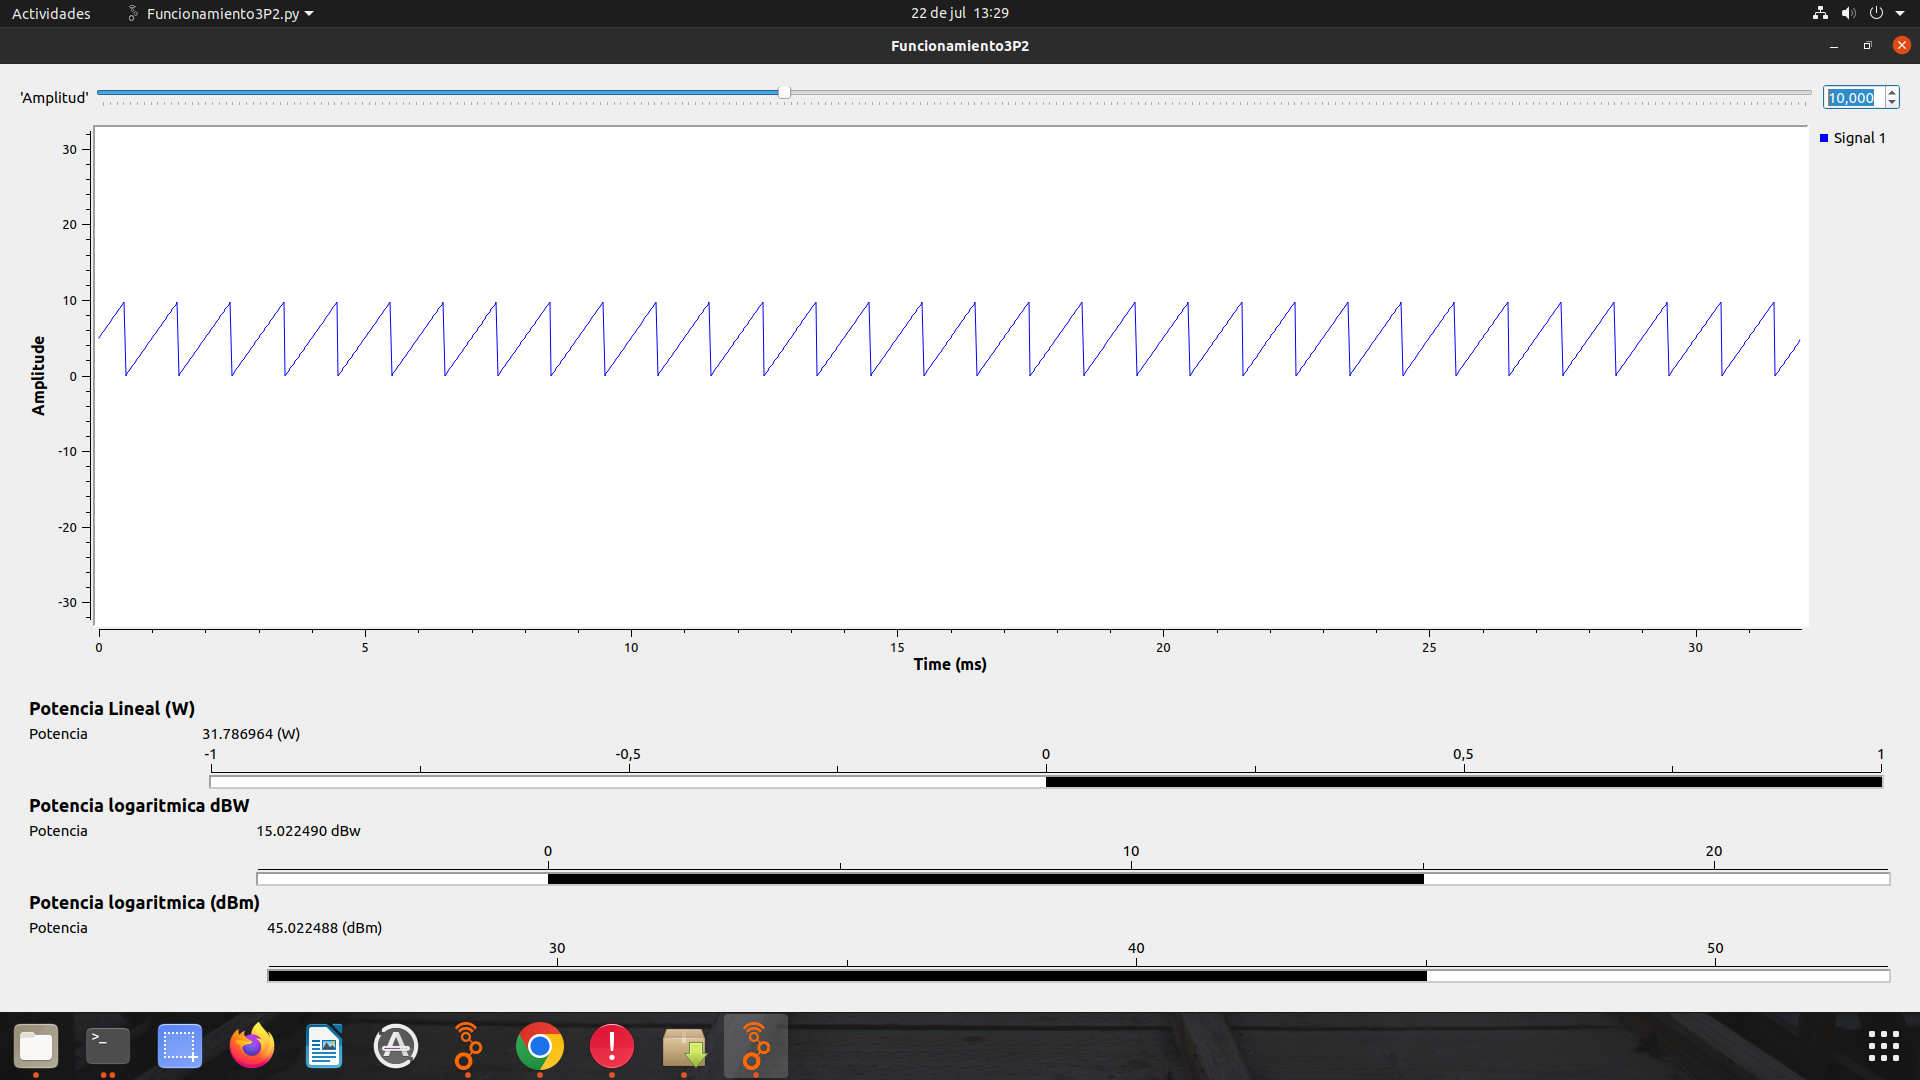 Actividades
Funcionamiento3P2.py
22 de jul 13:29
Funcionamiento3P2
'Amplitud'
10,000
Signal 1
30
20
10
0
-10
-20
-30
Amplitude
0 5 10 15 20 25 30
Time (ms)
Potencia Lineal (W)
Potencia 31.786964 (W)
-1 -0,5 0 0,5 1
Potencia logaritmica dBW
Potencia 15.022490 dBw
0 10 20
Potencia logaritmica (dBm)
Potencia 45.022488 (dBm)
30 40 50
>_